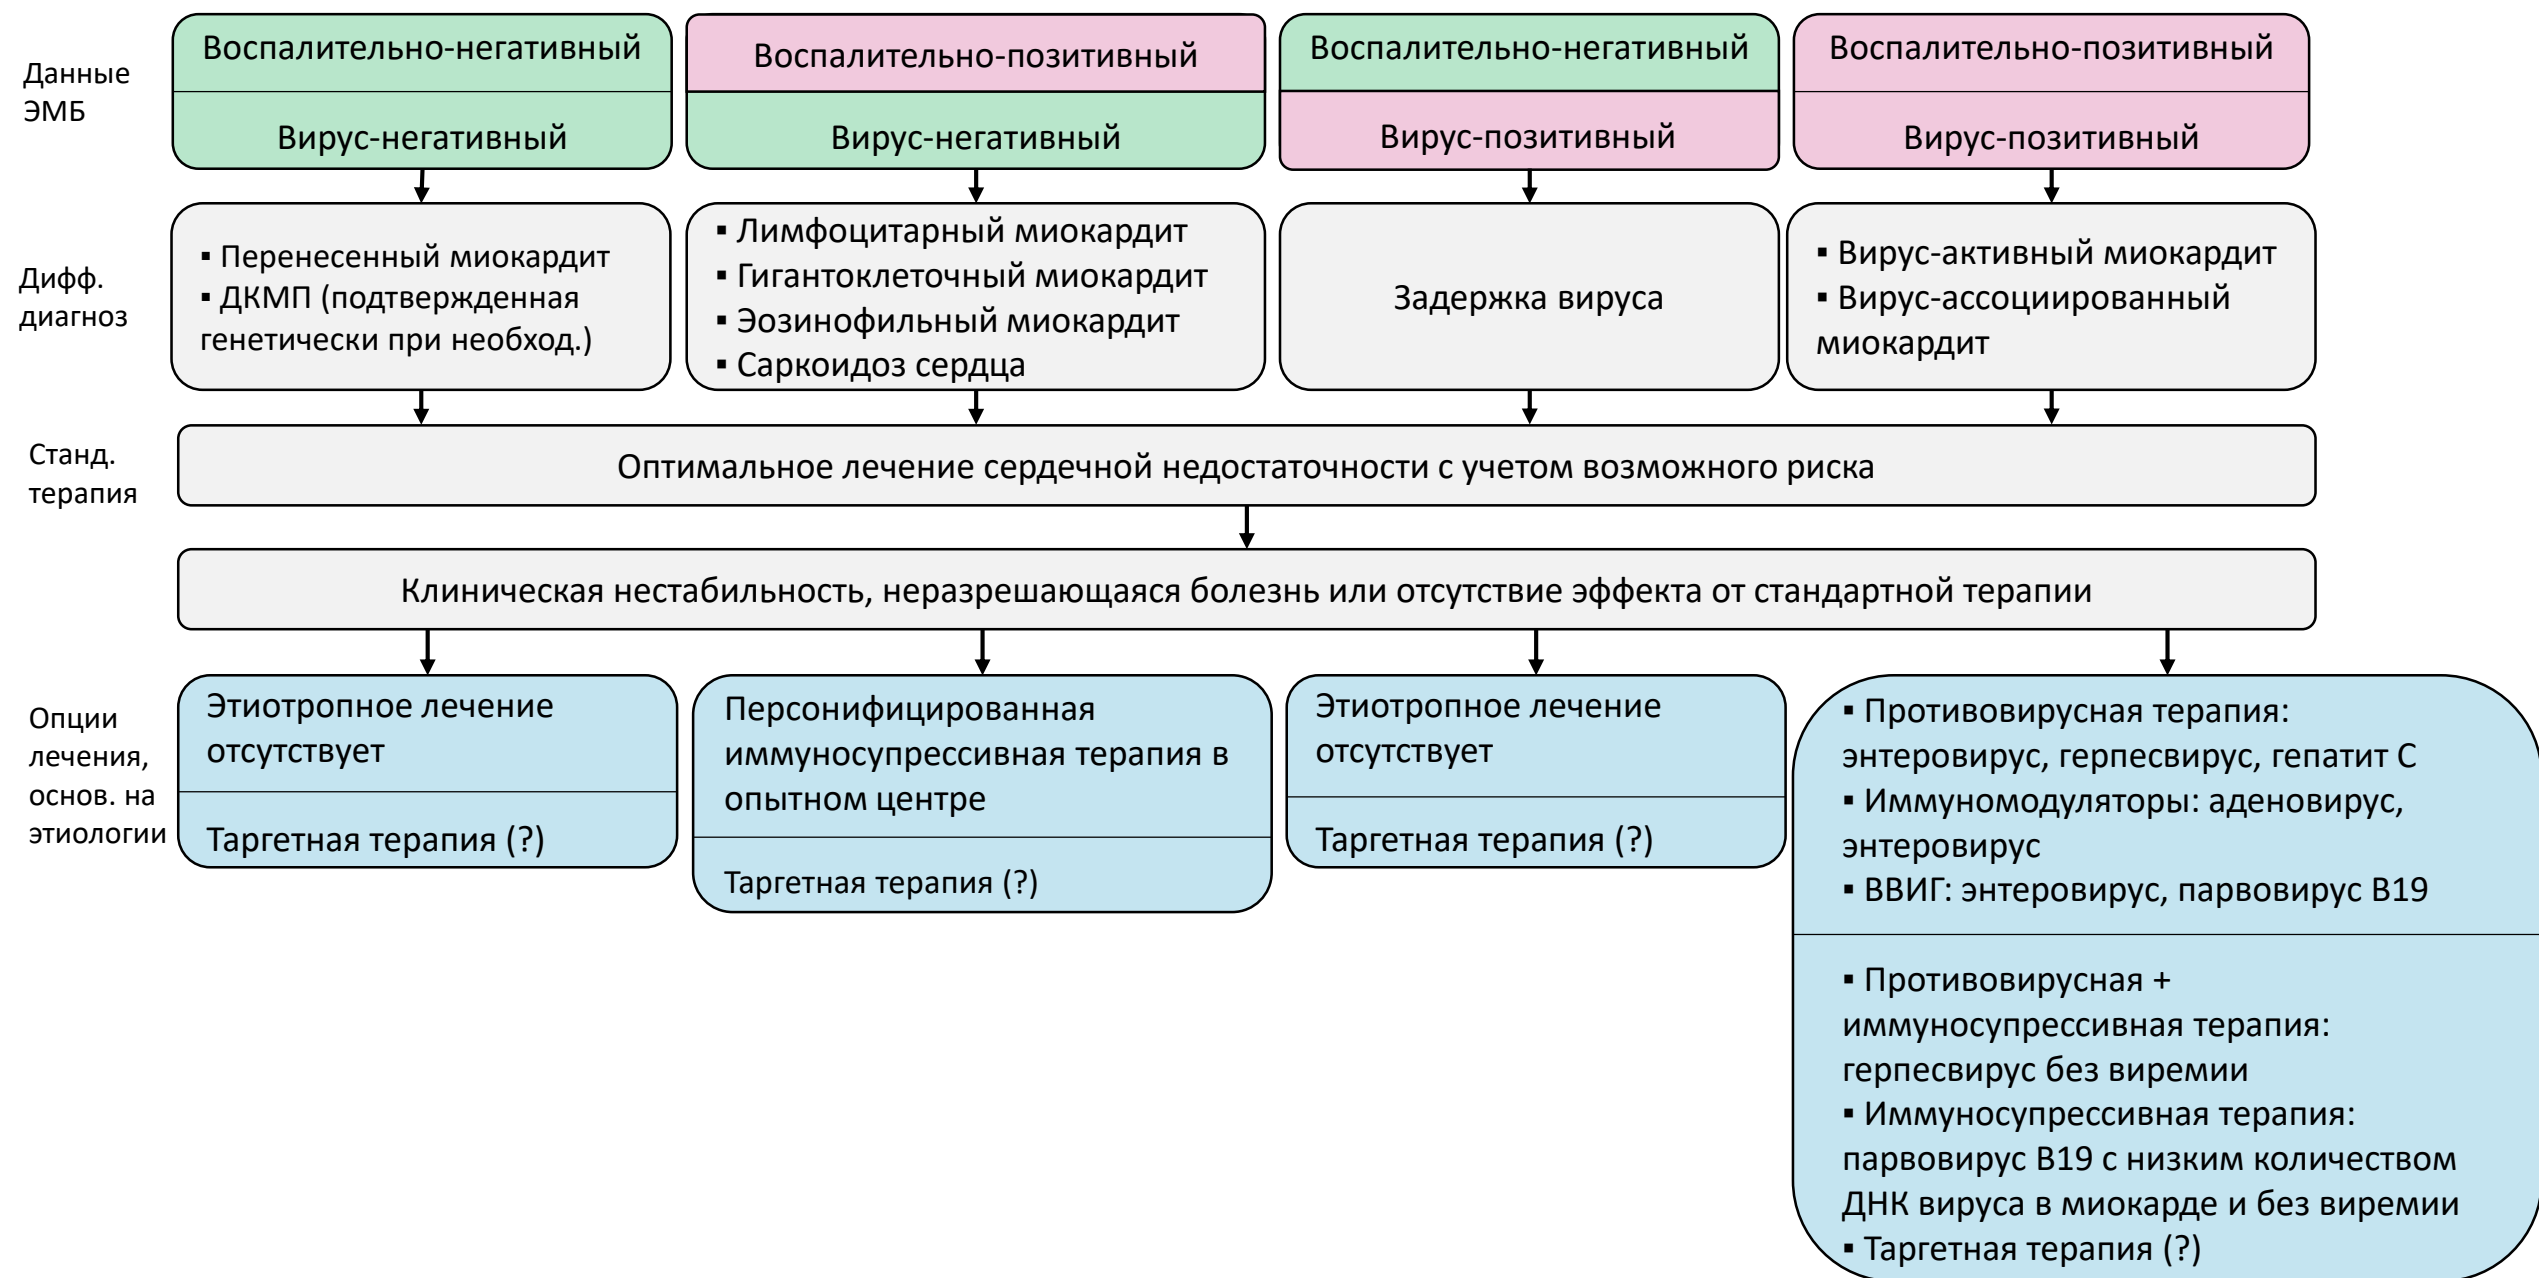 Данные
ЭМБ
Воспалительно-негативный
Вирус-негативный
Воспалительно-позитивный
Вирус-негативный
Воспалительно-негативный
Вирус-позитивный
Воспалительно-позитивный
Вирус-позитивный
Дифф.
диагноз
▪ Перенесенный миокардит
▪ ДКМП (подтвержденная
генетически при необход.)
▪ Лимфоцитарный миокардит
▪ Гигантоклеточный миокардит
▪ Эозинофильный миокардит
▪ Саркоидоз сердца
Задержка вируса
▪ Вирус-активный миокардит
▪ Вирус-ассоциированный
миокардит
Станд.
терапия
Оптимальное лечение сердечной недостаточности с учетом возможного риска
Клиническая нестабильность, неразрешающаяся болезнь или отсутствие эффекта от стандартной терапии
Опции
лечения,
основ. на
этиологии
Этиотропное лечение
отсутствует
Таргетная терапия (?)
Персонифицированная
иммуносупрессивная терапия в
опытном центре
Таргетная терапия (?)
Этиотропное лечение
отсутствует
Таргетная терапия (?)
▪ Противовирусная терапия:
энтеровирус, герпесвирус, гепатит С
▪ Иммуномодуляторы: аденовирус,
энтеровирус
▪ ВВИГ: энтеровирус, парвовирус В19
▪ Противовирусная +
иммуносупрессивная терапия:
герпесвирус без виремии
▪ Иммуносупрессивная терапия:
парвовирус В19 с низким количеством
ДНК вируса в миокарде и без виремии
▪ Таргетная терапия (?)